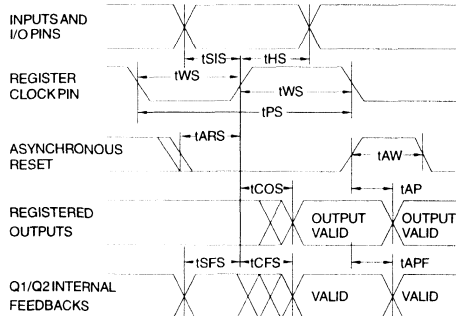 INPUTS AND
I/O PINS
tSIS
tHS
REGISTER
CLOCK PIN
tWS
tWS
tPS
tARS
ASYNCHRONOUS
RESET
tAW
tCOS
tAP
REGISTERED
OUTPUTS
OUTPUT
VALID
OUTPUT
VALID
tSFS
tCFS
tAPF
Q1/Q2 INTERNAL
FEEDBACKS
VALID
VALID